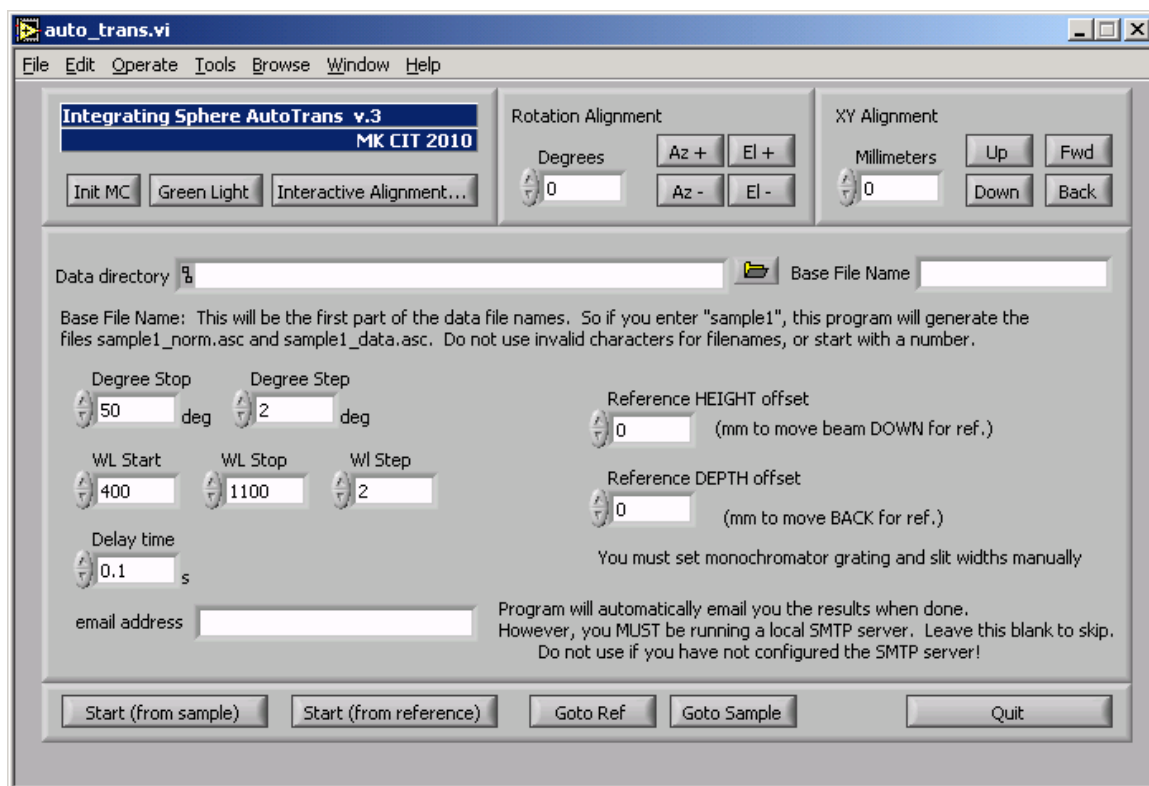 auto_trans.vi
File Edit Operate Tools Browse Window Help
Integrating Sphere AutoTrans v.3
MK CIT 2010
Init MC Green Light Interactive Alignment...
Rotation Alignment
Degrees
0
Az + El +
Az - El -
XY Alignment
Millimeters
0
Up Fwd
Down Back
Data directory
Base File Name
Base File Name: This will be the first part of the data file names. So if you enter "sample1", this program will generate the
files sample1_norm.asc and sample1_data.asc. Do not use invalid characters for filenames, or start with a number.
Degree Stop Degree Step
50 deg 2 deg
WL Start WL Stop Wl Step
400 1100 2
Delay time
0.1 s
Reference HEIGHT offset
0 (mm to move beam DOWN for ref.)
Reference DEPTH offset
0 (mm to move BACK for ref.)
You must set monochromator grating and slit widths manually
email address
Program will automatically email you the results when done.
However, you MUST be running a local SMTP server. Leave this blank to skip.
Do not use if you have not configured the SMTP server!
Start (from sample) Start (from reference) Goto Ref Goto Sample Quit